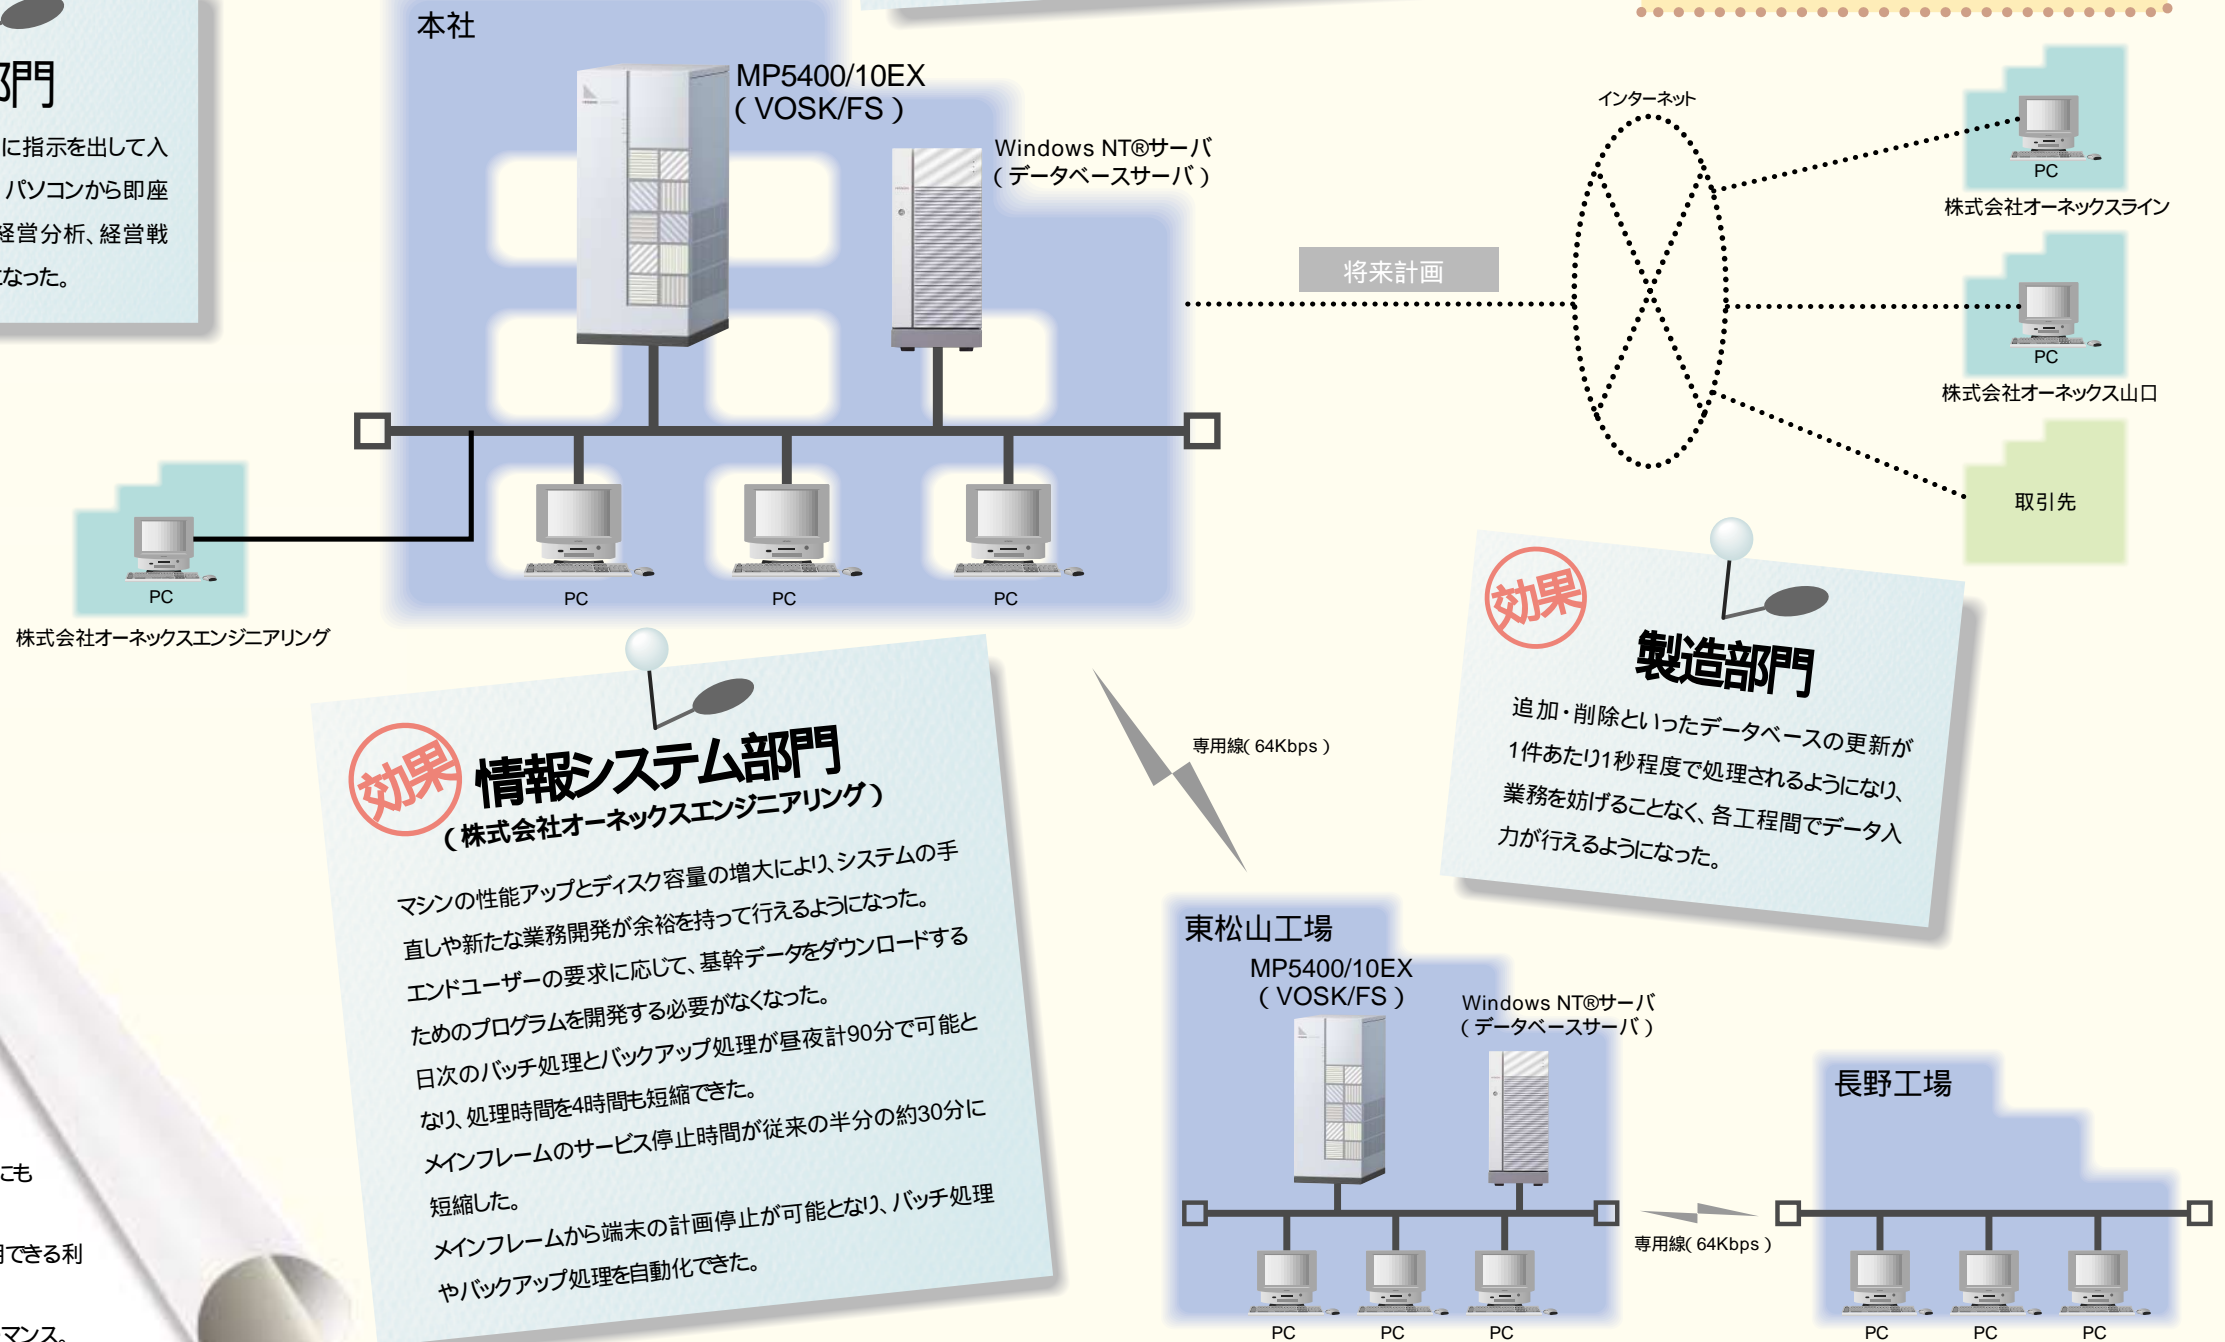 本社
MP5400/10EX
(VOSK/FS)
Windows NT®サーバ
(データベースサーバ)
PC
PC
PC
部門
に指示を出して入
パソコンから即座
経営分析、経営戦
になった。
PC
株式会社オーネックスエンジニアリング
将来計画
インターネット
PC
株式会社オーネックスライン
PC
株式会社オーネックス山口
取引先
効果
製造部門
追加・削除といったデータベースの更新が
1件あたり1秒程度で処理されるようになり、
業務を妨げることなく、各工程間でデータ入
力が行えるようになった。
効果
情報システム部門
(株式会社オーネックスエンジニアリング)
マシンの性能アップとディスク容量の増大により、システムの手
直しや新たな業務開発が余裕を持って行えるようになった。
エンドユーザーの要求に応じて、基幹データをダウンロードする
ためのプログラムを開発する必要がなくなった。
日次のバッチ処理とバックアップ処理が昼夜計90分で可能と
なり、処理時間を4時間も短縮できた。
メインフレームのサービス停止時間が従来の半分の約30分に
短縮した。
メインフレームから端末の計画停止が可能となり、バッチ処理
やバックアップ処理を自動化できた。
専用線(64Kbps)
東松山工場
MP5400/10EX
(VOSK/FS)
Windows NT®サーバ
(データベースサーバ)
PC
PC
PC
専用線(64Kbps)
長野工場
PC
PC
PC
にも
用できる利
マンス。